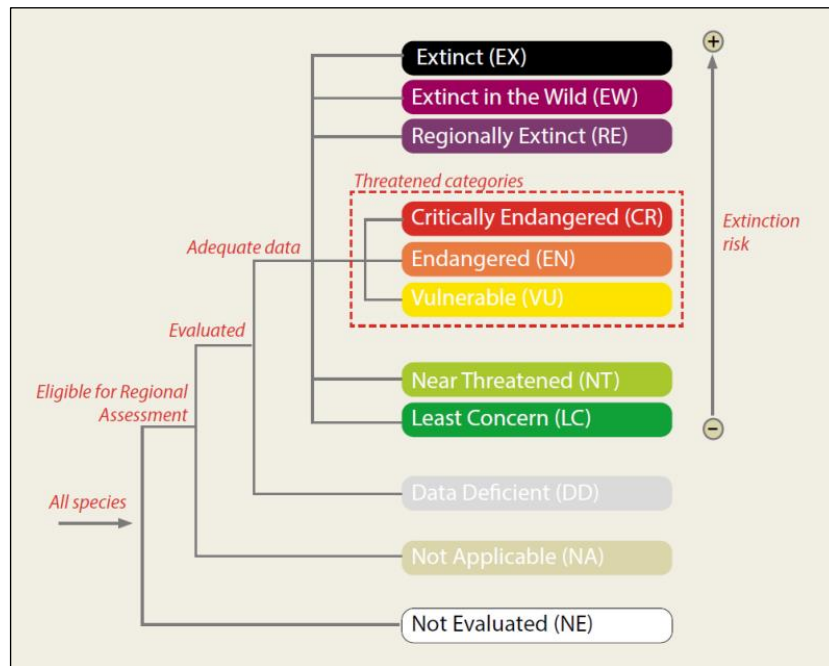 Extinct (EX)
+
Extinct in the Wild (EW)
Regionally Extinct (RE)
Threatened categories
Critically Endangered (CR)
Extinction
risk
Adequate data
Endangered (EN)
Vulnerable (VU)
Evaluated
Near Threatened (NT)
Eligible for Regional
Assessment
Least Concern (LC)
−
Data Deficient (DD)
All species
Not Applicable (NA)
Not Evaluated (NE)